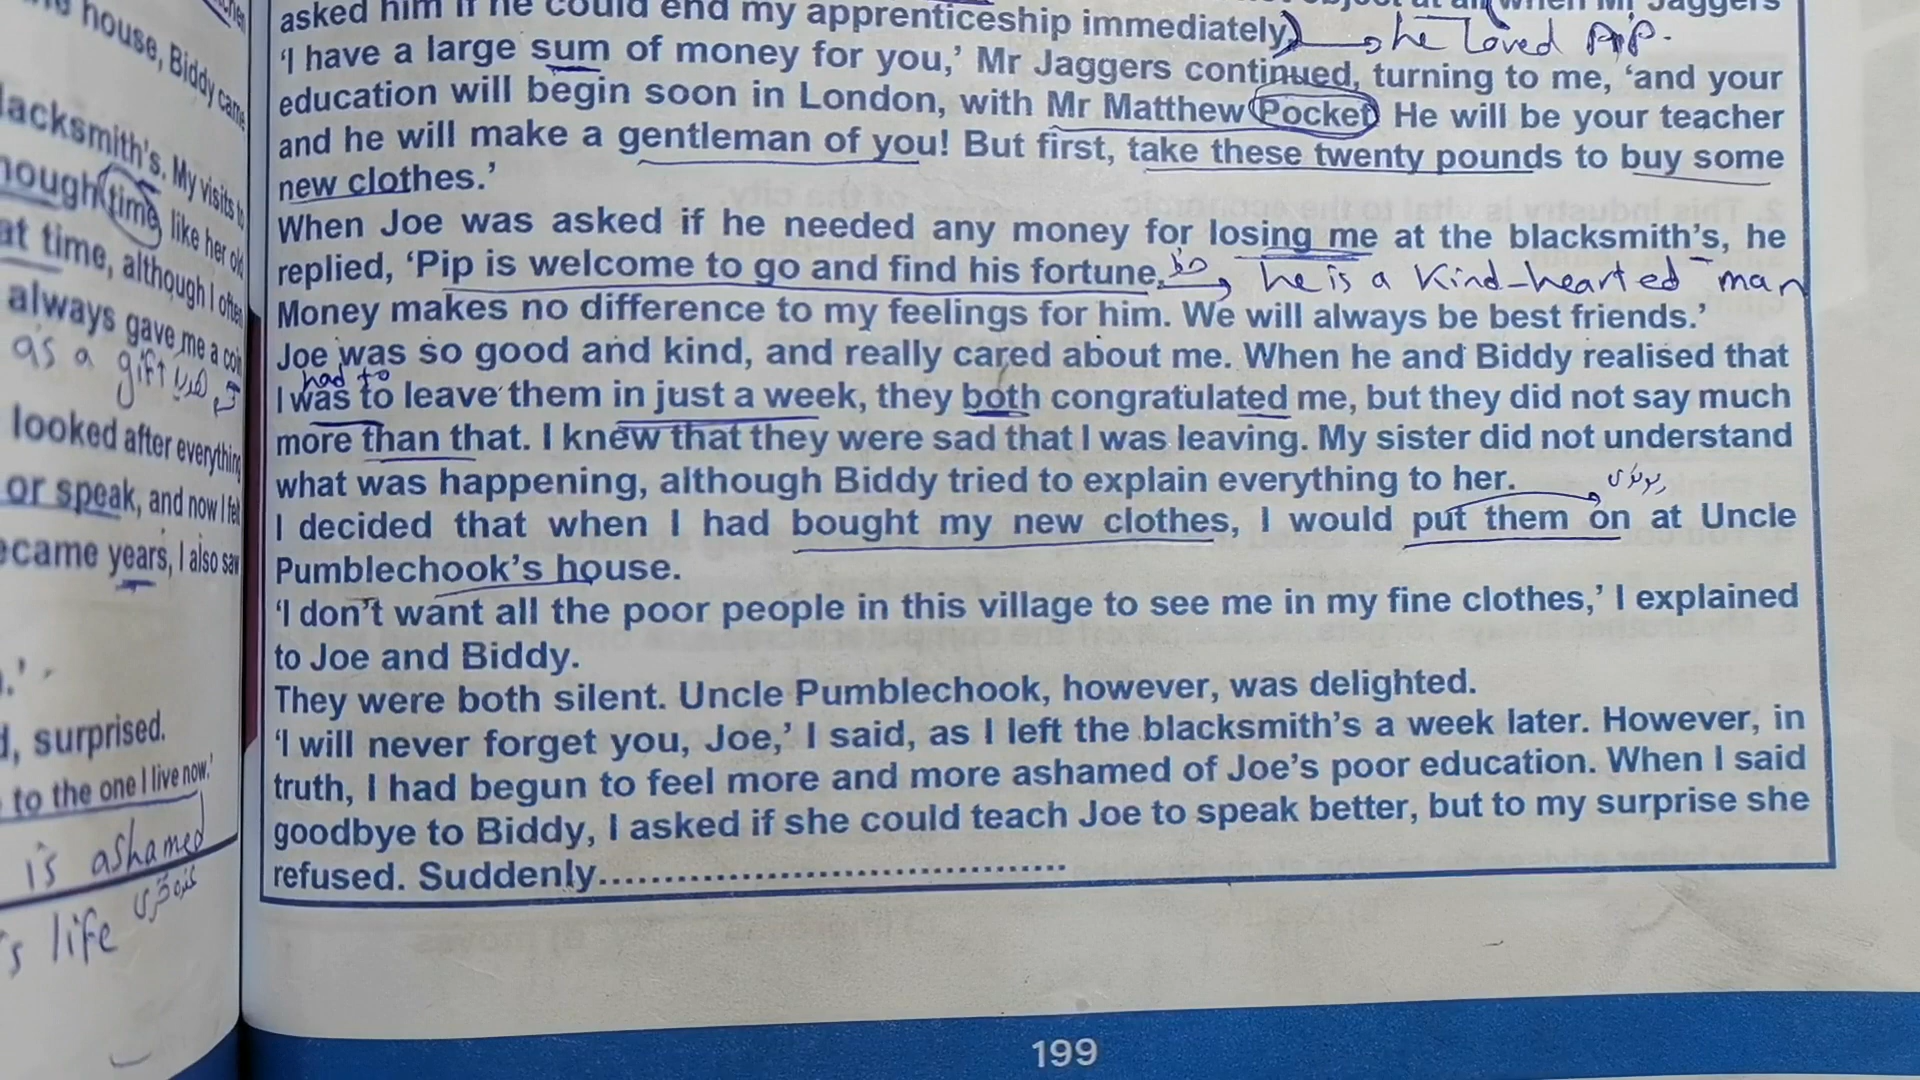 house, Biddy came
lacksmith's. My visits to
nough time, like her old
at time, although I often
always gave me a coin
as a gift هدية
looked after everything
or speak, and now I felt
ecame years, I also saw
d, surprised.
to the one I live now.'
is ashamed
's life
asked him if he could end my apprenticeship immediately) he loved Pip.
'I have a large sum of money for you,' Mr Jaggers continued, turning to me, 'and your
education will begin soon in London, with Mr Matthew Pocket. He will be your teacher
and he will make a gentleman of you! But first, take these twenty pounds to buy some
new clothes.'
When Joe was asked if he needed any money for losing me at the blacksmith's, he
replied, 'Pip is welcome to go and find his fortune. he is a kind-hearted man
Money makes no difference to my feelings for him. We will always be best friends.'
Joe was so good and kind, and really cared about me. When he and Biddy realised that
had to
I was to leave them in just a week, they both congratulated me, but they did not say much
more than that. I knew that they were sad that I was leaving. My sister did not understand
what was happening, although Biddy tried to explain everything to her.
I decided that when I had bought my new clothes, I would put them on at Uncle
Pumblechook's house.
'I don't want all the poor people in this village to see me in my fine clothes,' I explained
to Joe and Biddy.
They were both silent. Uncle Pumblechook, however, was delighted.
'I will never forget you, Joe,' I said, as I left the blacksmith's a week later. However, in
truth, I had begun to feel more and more ashamed of Joe's poor education. When I said
goodbye to Biddy, I asked if she could teach Joe to speak better, but to my surprise she
refused. Suddenly....................................
199